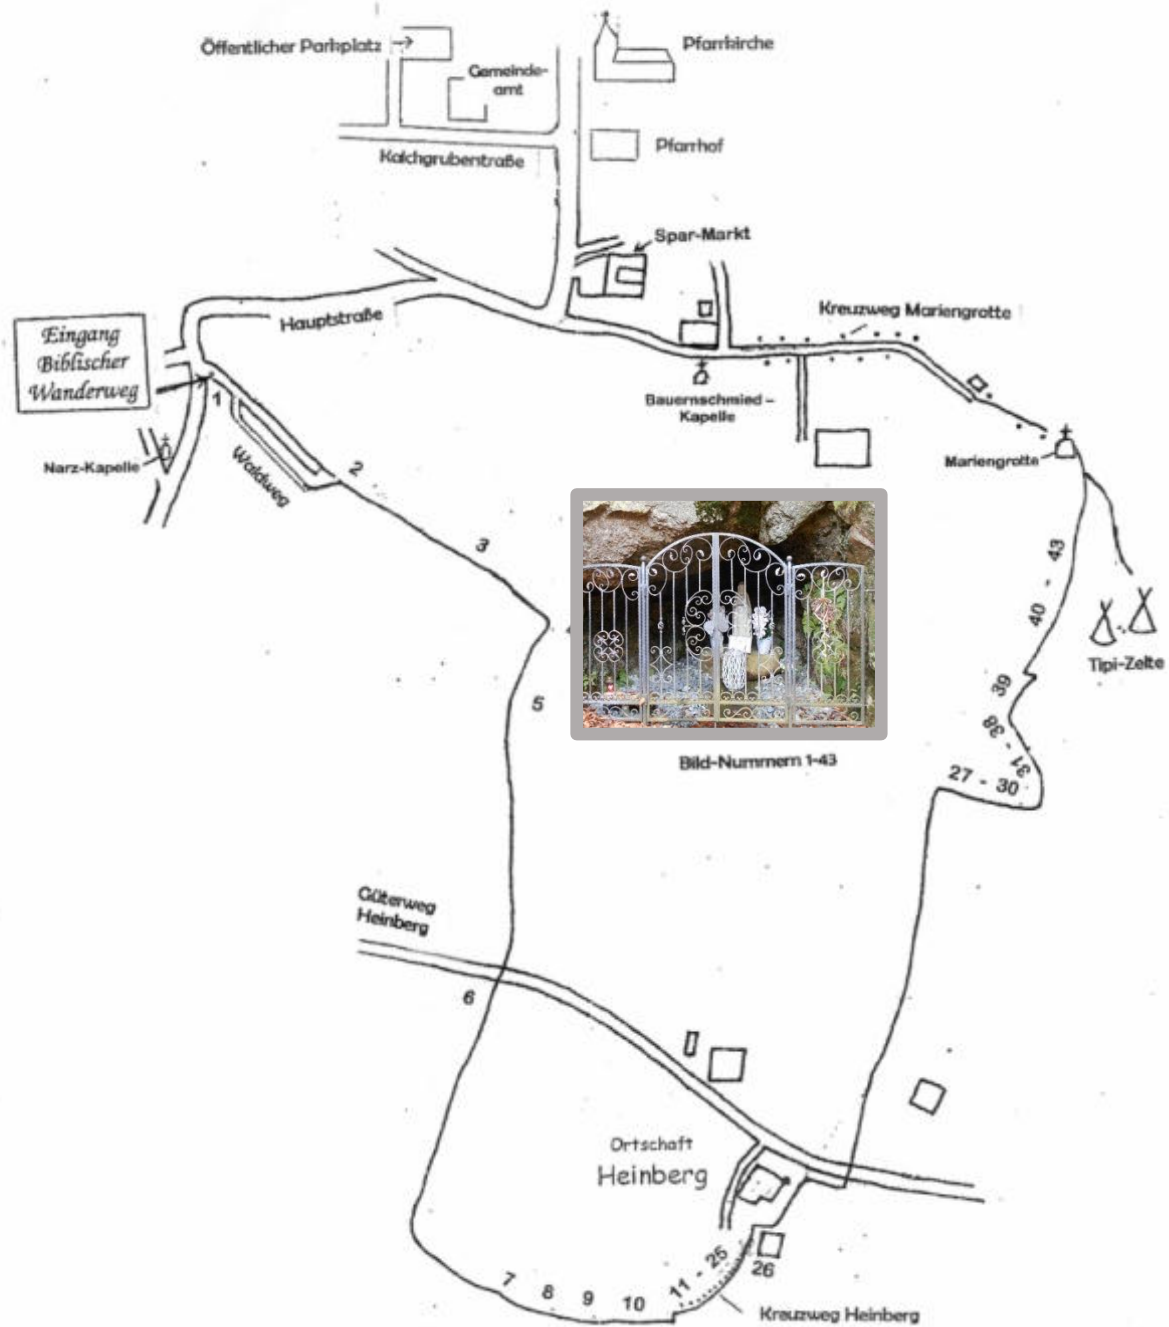 Öffentlicher Parkplatz
Gemeinde-
amt
Pfarrkirche
Kalchgrubentraße
Pfarrhof
Spar-Markt
Hauptstraße
Kreuzweg Mariengrotte
Eingang
Biblischer
Wanderweg
1
Bauernschmied-
Kapelle
Narz-Kapelle
Waldweg
2
Mariengrotte
3
40 - 43
Tipi-Zelte
5
39
31 - 38
27 - 30
Bild-Nummern 1-43
Güterweg
Heinberg
6
Ortschaft
Heinberg
7
8
9
10
11 - 25
26
Kreuzweg Heinberg